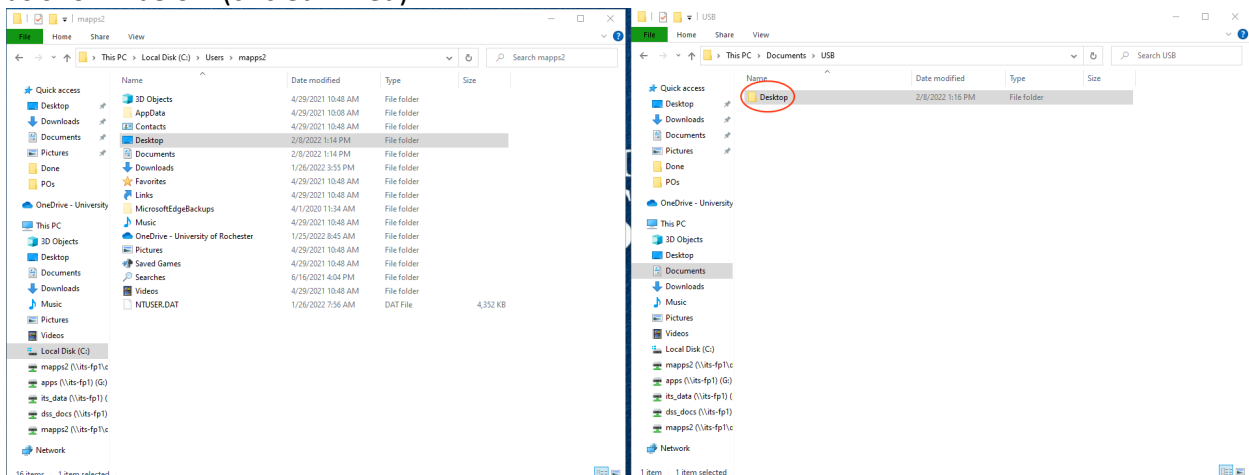 mapps2
File Home Share View
This PC > Local Disk (C:) > Users > mapps2
Search mapps2
Name Date modified Type Size
Quick access
Desktop
Downloads
Documents
Pictures
Done
POs
OneDrive - University
This PC
3D Objects
Desktop
Documents
Downloads
Music
Pictures
Videos
Local Disk (C:)
mapps2 (\\its-fp1\c
apps (\\its-fp1) (G:)
its_data (\\its-fp1) (
dss_docs (\\its-fp1)
mapps2 (\\its-fp1\c
Network
3D Objects 4/29/2021 10:48 AM File folder
AppData 4/29/2021 10:08 AM File folder
Contacts 4/29/2021 10:48 AM File folder
Desktop 2/8/2022 1:14 PM File folder
Documents 2/8/2022 1:14 PM File folder
Downloads 1/26/2022 3:55 PM File folder
Favorites 4/29/2021 10:48 AM File folder
Links 4/29/2021 10:48 AM File folder
MicrosoftEdgeBackups 4/1/2020 11:34 AM File folder
Music 4/29/2021 10:48 AM File folder
OneDrive - University of Rochester 1/25/2022 8:45 AM File folder
Pictures 4/29/2021 10:48 AM File folder
Saved Games 4/29/2021 10:48 AM File folder
Searches 6/16/2021 4:04 PM File folder
Videos 4/29/2021 10:48 AM File folder
NTUSER.DAT 1/26/2022 7:56 AM DAT File 4,352 KB
16 items 1 item selected
USB
File Home Share View
This PC > Documents > USB
Search USB
Name Date modified Type Size
Quick access
Desktop
Downloads
Documents
Pictures
Done
POs
OneDrive - University
This PC
3D Objects
Desktop
Documents
Downloads
Music
Pictures
Videos
Local Disk (C:)
mapps2 (\\its-fp1\c
apps (\\its-fp1) (G:)
its_data (\\its-fp1) (
dss_docs (\\its-fp1)
mapps2 (\\its-fp1\c
Network
Desktop 2/8/2022 1:16 PM File folder
1 item 1 item selected